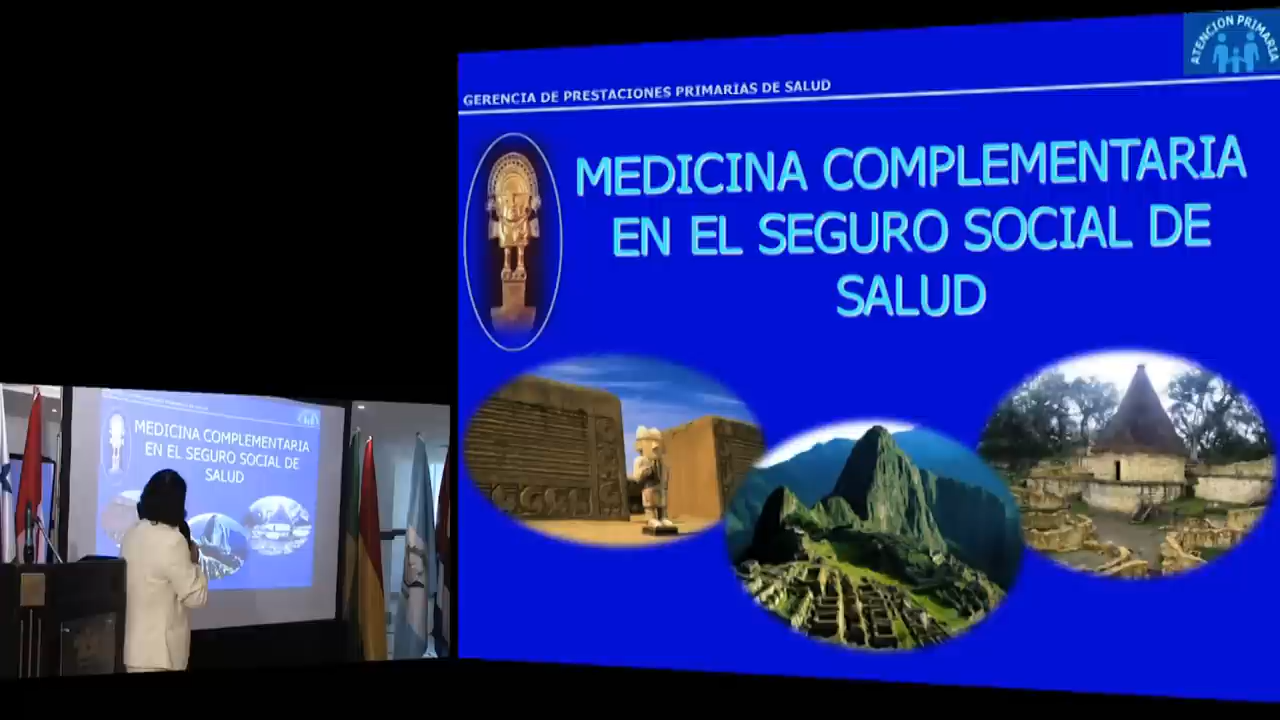 ATENCION PRIMARIA
GERENCIA DE PRESTACIONES PRIMARIAS DE SALUD
MEDICINA COMPLEMENTARIA
EN EL SEGURO SOCIAL DE
SALUD
MEDICINA COMPLEMENTARIA
EN EL SEGURO SOCIAL DE
SALUD